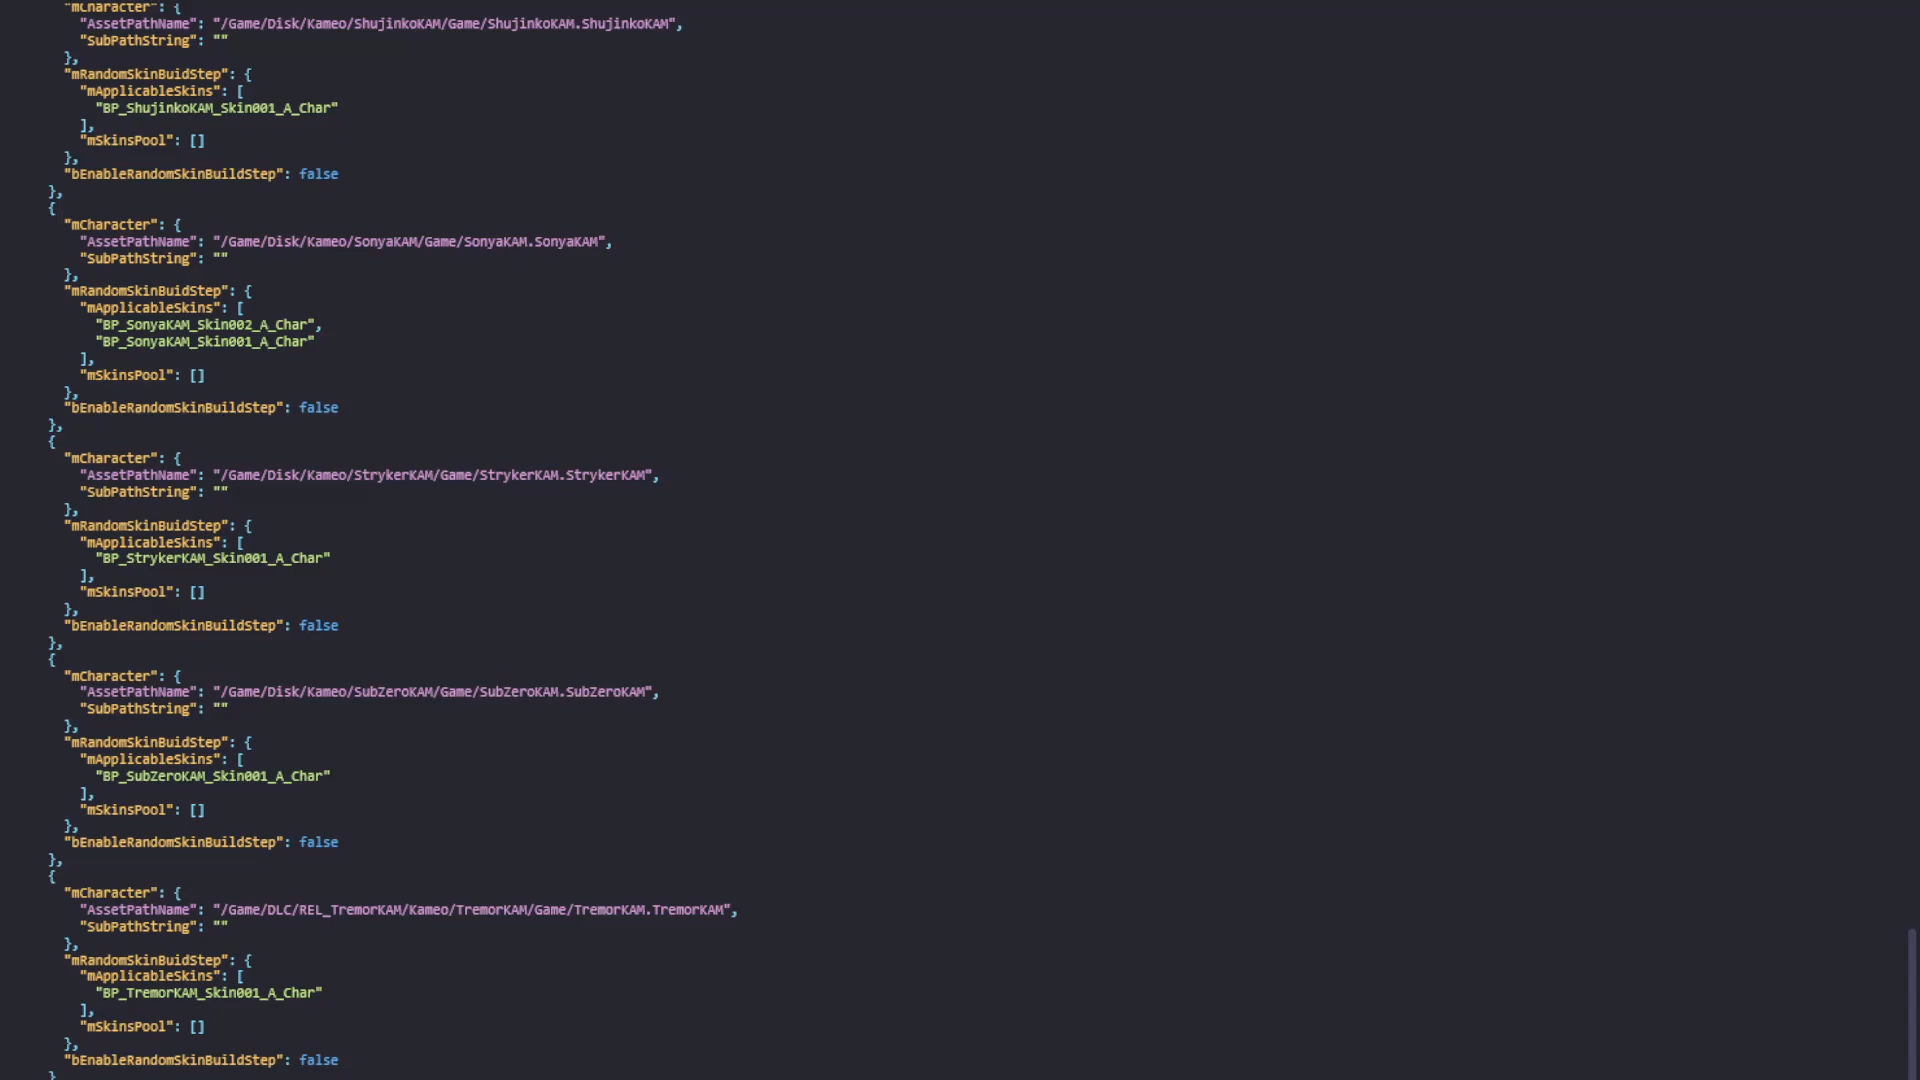 "mCharacter": {
"AssetPathName": "/Game/Disk/Kameo/ShujinkoKAM/Game/ShujinkoKAM.ShujinkoKAM",
"SubPathString": ""
},
"mRandomSkinBuidStep": {
"mApplicableSkins": [
"BP_ShujinkoKAM_Skin001_A_Char"
],
"mSkinsPool": []
},
"bEnableRandomSkinBuildStep": false
},
{
"mCharacter": {
"AssetPathName": "/Game/Disk/Kameo/SonyaKAM/Game/SonyaKAM.SonyaKAM",
"SubPathString": ""
},
"mRandomSkinBuidStep": {
"mApplicableSkins": [
"BP_SonyaKAM_Skin002_A_Char",
"BP_SonyaKAM_Skin001_A_Char"
],
"mSkinsPool": []
},
"bEnableRandomSkinBuildStep": false
},
{
"mCharacter": {
"AssetPathName": "/Game/Disk/Kameo/StrykerKAM/Game/StrykerKAM.StrykerKAM",
"SubPathString": ""
},
"mRandomSkinBuidStep": {
"mApplicableSkins": [
"BP_StrykerKAM_Skin001_A_Char"
],
"mSkinsPool": []
},
"bEnableRandomSkinBuildStep": false
},
{
"mCharacter": {
"AssetPathName": "/Game/Disk/Kameo/SubZeroKAM/Game/SubZeroKAM.SubZeroKAM",
"SubPathString": ""
},
"mRandomSkinBuidStep": {
"mApplicableSkins": [
"BP_SubZeroKAM_Skin001_A_Char"
],
"mSkinsPool": []
},
"bEnableRandomSkinBuildStep": false
},
{
"mCharacter": {
"AssetPathName": "/Game/DLC/REL_TremorKAM/Kameo/TremorKAM/Game/TremorKAM.TremorKAM",
"SubPathString": ""
},
"mRandomSkinBuidStep": {
"mApplicableSkins": [
"BP_TremorKAM_Skin001_A_Char"
],
"mSkinsPool": []
},
"bEnableRandomSkinBuildStep": false
}